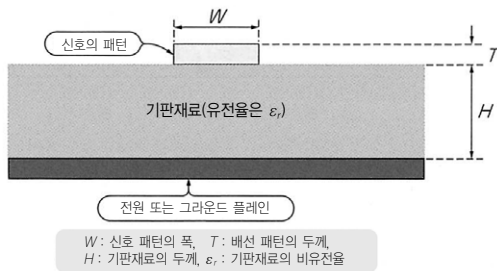 W
신호의 패턴
T
기판재료(유전율은 εr)
H
전원 또는 그라운드 플레인
W : 신호 패턴의 폭, T : 배선 패턴의 두께,
H : 기판재료의 두께, εr : 기판재료의 비유전율